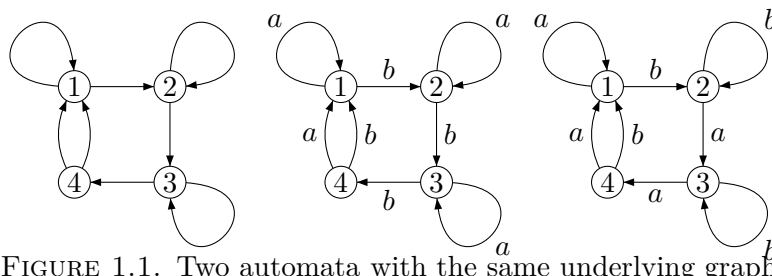 a a a b
1 2 1 b 2 1 b 2
a b b a b a
4 3 4 b 3 4 a 3
a b
FIGURE 1.1. Two automata with the same underlying graph